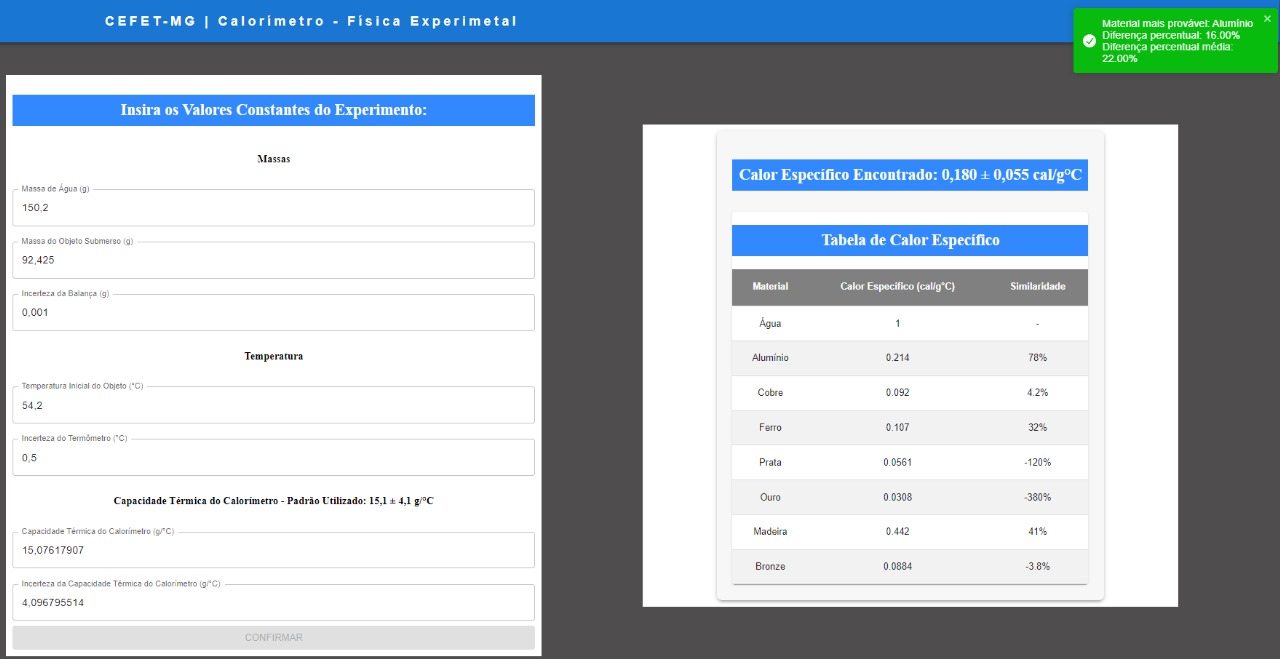 CEFET-MG | Calorímetro - Física Experimetal
Material mais provável: Alumínio
Diferença percentual: 16.00%
Diferença percentual média:
22.00%
Insira os Valores Constantes do Experimento:
Massas
Massa de Água (g)
150,2
Massa do Objeto Submerso (g)
92,425
Incerteza da Balança (g)
0,001
Temperatura
Temperatura Inicial do Objeto (°C)
54,2
Incerteza do Termômetro (°C)
0,5
Capacidade Térmica do Calorímetro - Padrão Utilizado: 15,1 ± 4,1 g/°C
Capacidade Térmica do Calorímetro (g/°C)
15,07617907
Incerteza da Capacidade Térmica do Calorímetro (g/°C)
4,096795514
CONFIRMAR
Calor Específico Encontrado: 0,180 ± 0,055 cal/g°C
Tabela de Calor Específico
Material Calor Específico (cal/g°C) Similaridade
Água 1 -
Alumínio 0.214 78%
Cobre 0.092 4.2%
Ferro 0.107 32%
Prata 0.0561 -120%
Ouro 0.0308 -380%
Madeira 0.442 41%
Bronze 0.0884 -3.8%